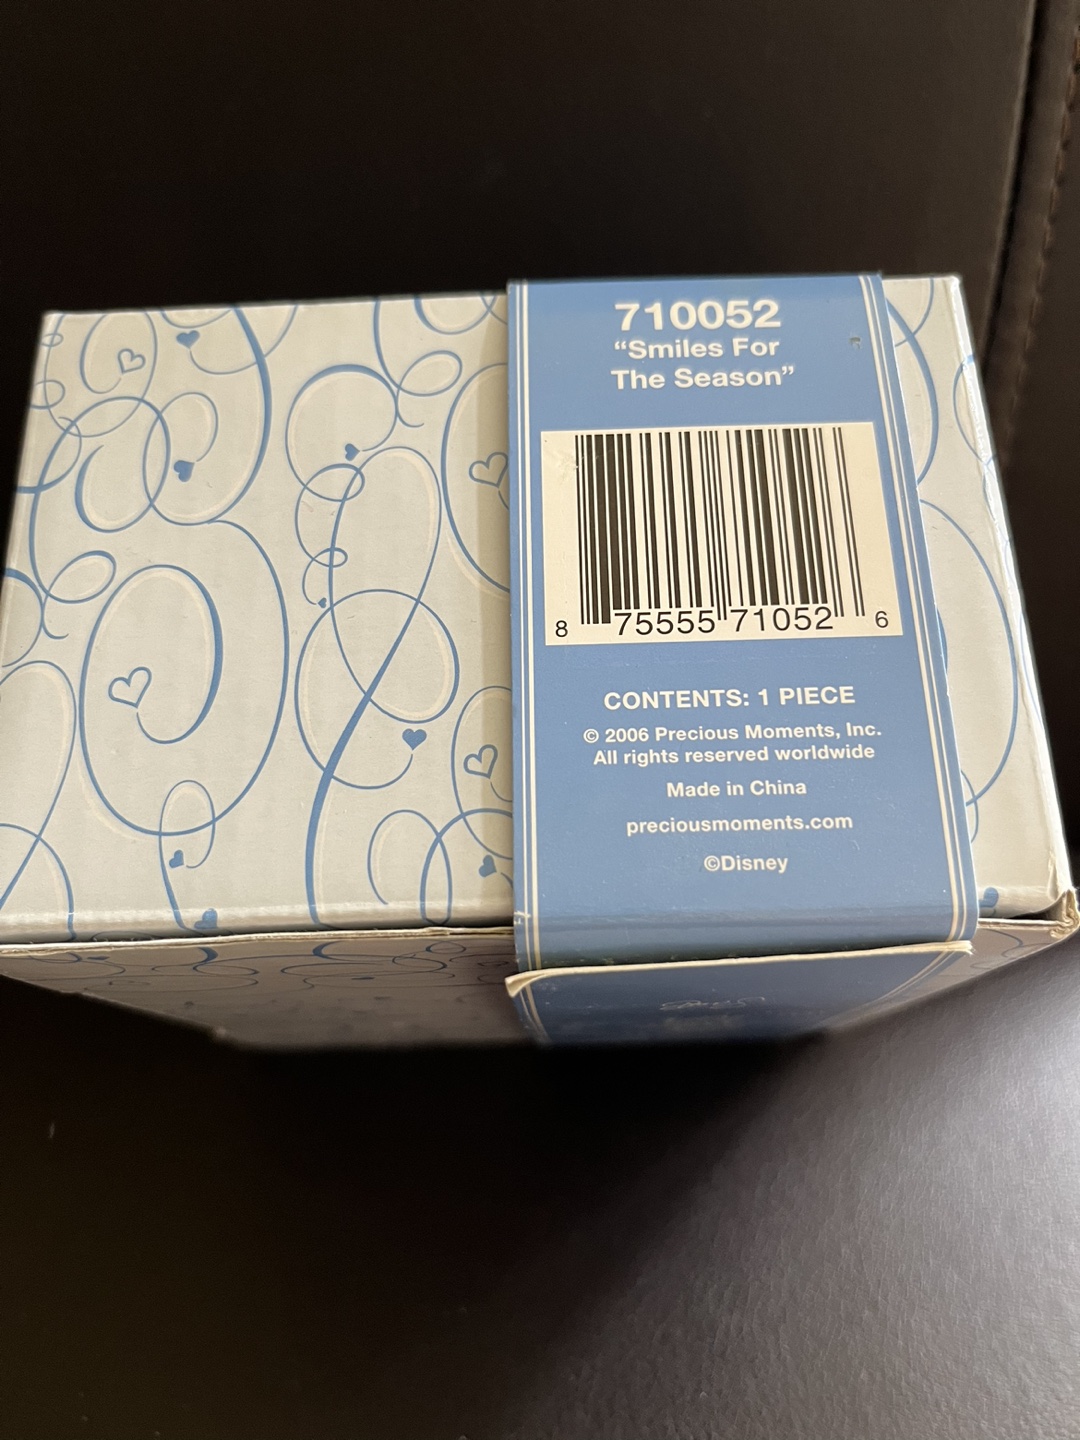 710052
“Smiles For
The Season”
8 75555 71052 6
CONTENTS: 1 PIECE
© 2006 Precious Moments, Inc.
All rights reserved worldwide
Made in China
preciousmoments.com
©Disney